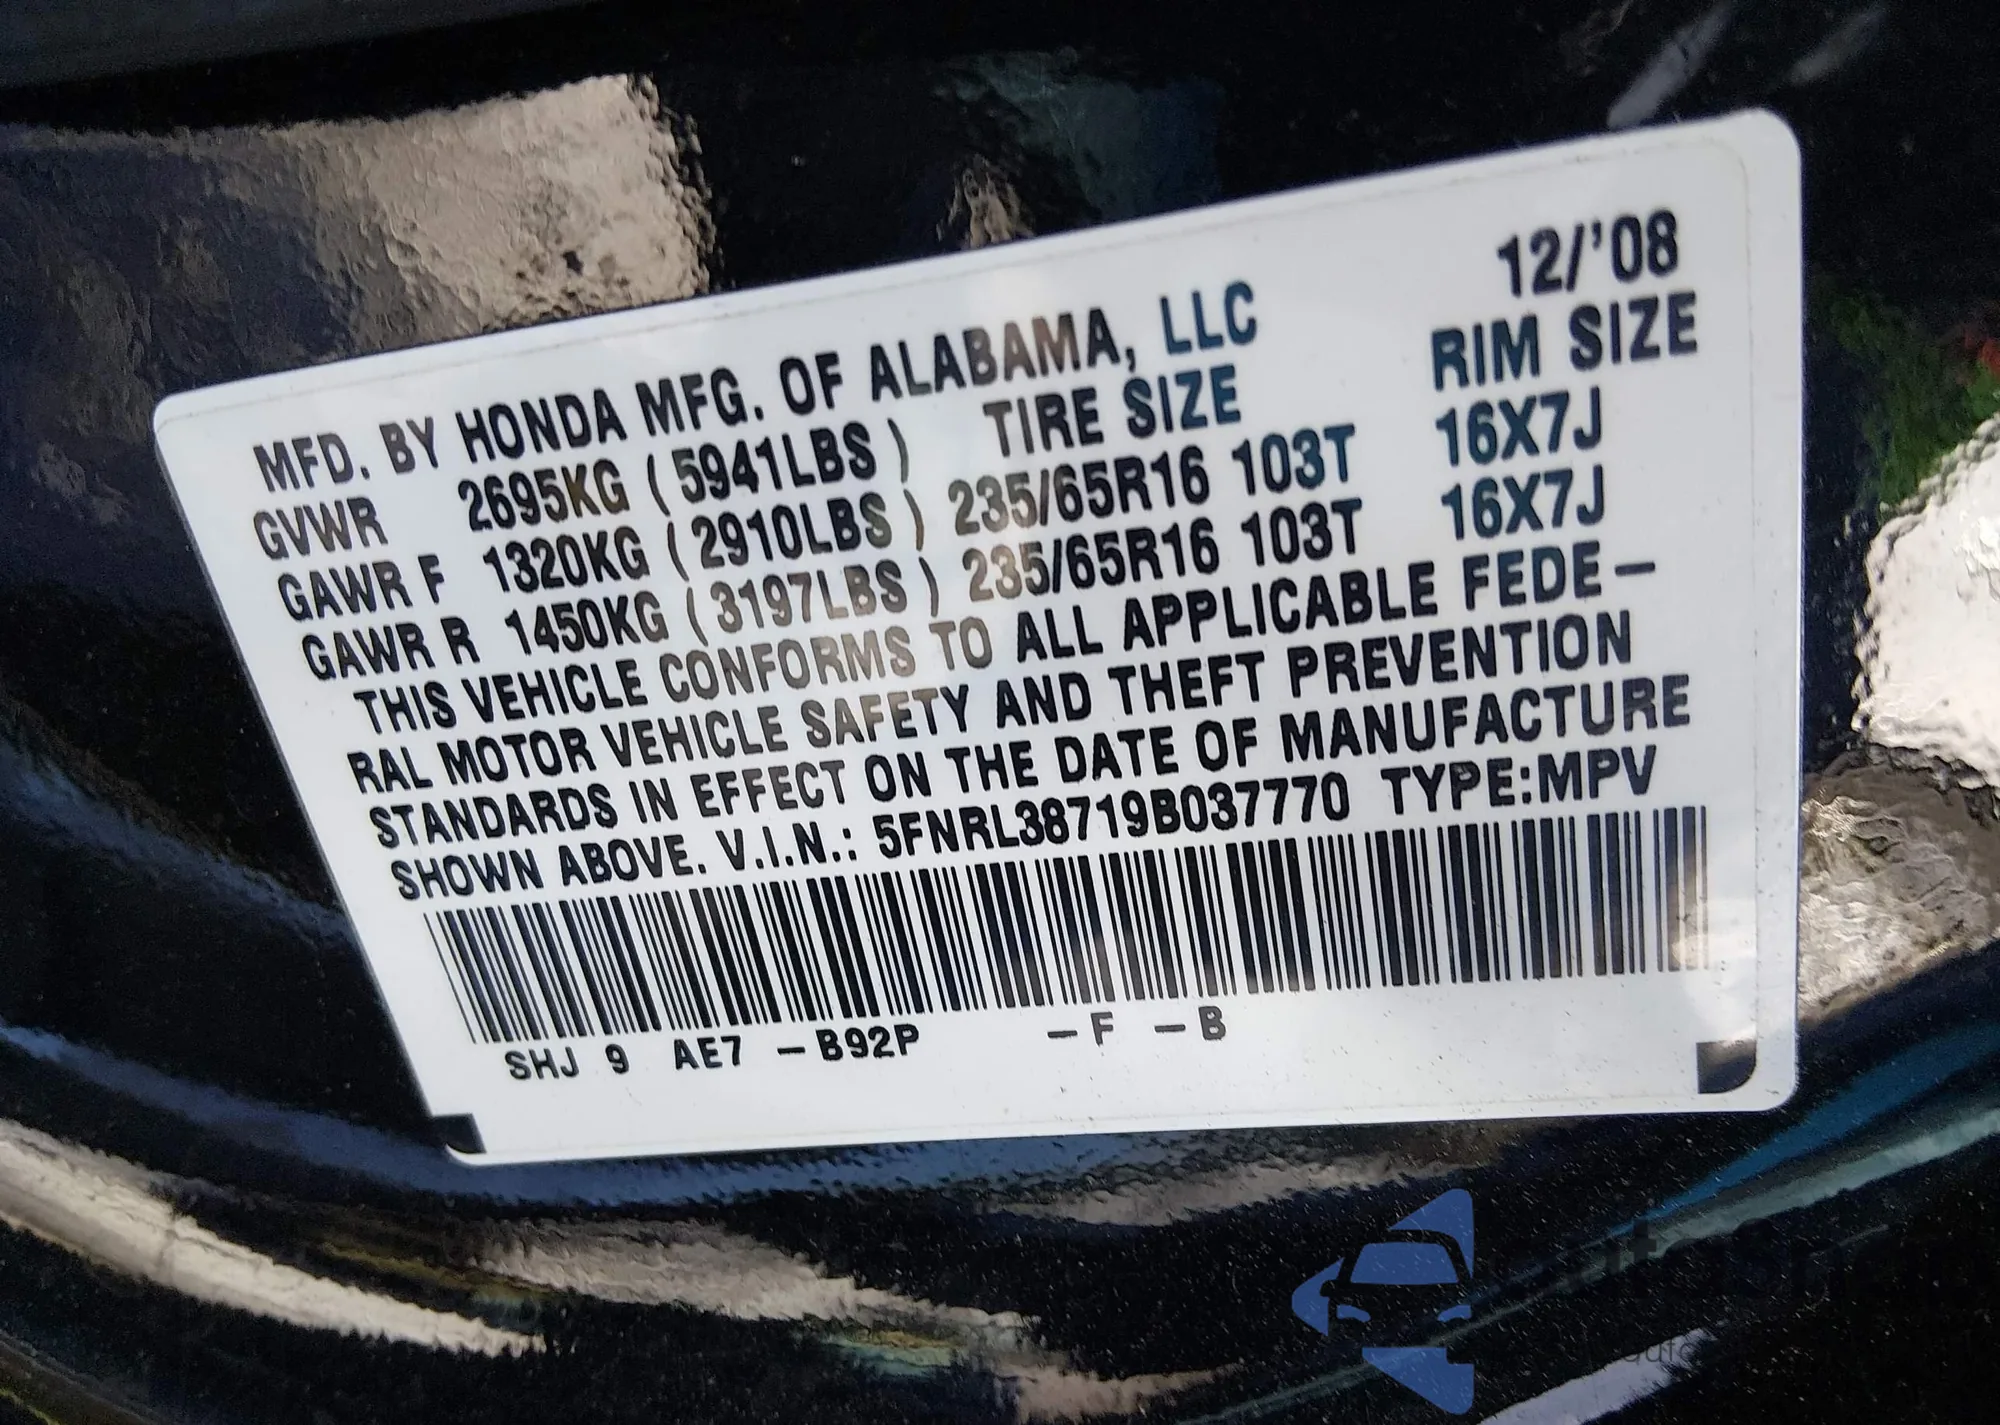 12/'08
MFD. BY HONDA MFG. OF ALABAMA, LLC
GVWR 2695KG (5941LBS) TIRE SIZE RIM SIZE
GAWR F 1320KG (2910LBS) 235/65R16 103T 16X7J
GAWR R 1450KG (3197LBS) 235/65R16 103T 16X7J
THIS VEHICLE CONFORMS TO ALL APPLICABLE FEDE–
RAL MOTOR VEHICLE SAFETY AND THEFT PREVENTION
STANDARDS IN EFFECT ON THE DATE OF MANUFACTURE
SHOWN ABOVE. V.I.N.: 5FNRL38719B037770 TYPE:MPV
SHJ 9 AE7 –B92P –F –B